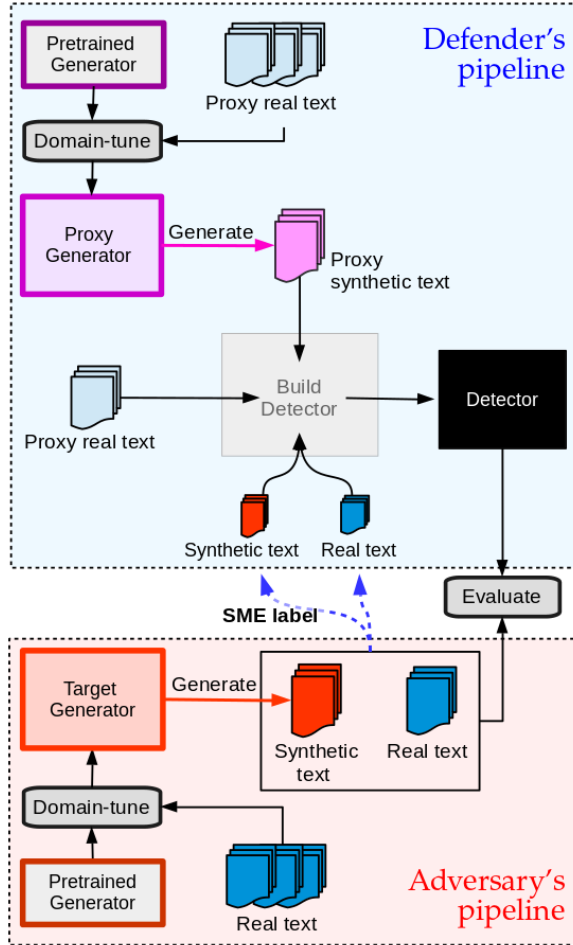 Defender's
pipeline
Pretrained
Generator
Proxy real text
Domain-tune
Proxy
Generator
Generate
Proxy
synthetic text
Build
Detector
Detector
Proxy real text
Synthetic text
Real text
Evaluate
SME label
Target
Generator
Generate
Synthetic
text
Real text
Domain-tune
Pretrained
Generator
Real text
Adversary's
pipeline